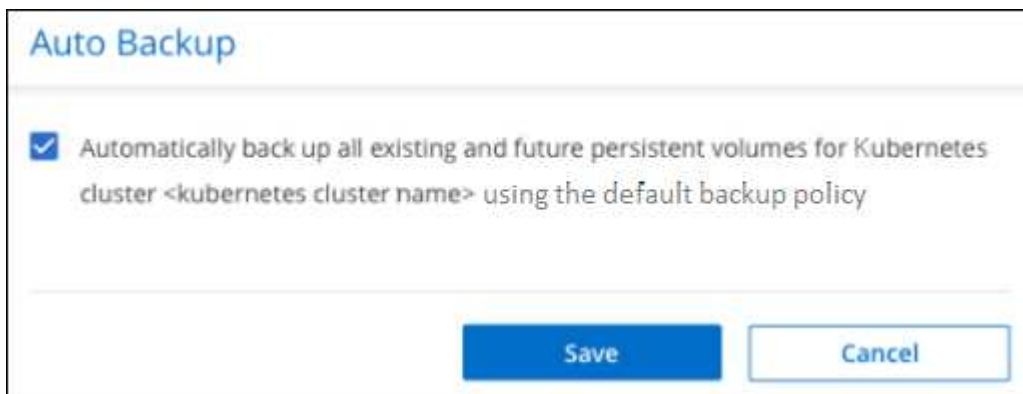 Auto Backup
Automatically back up all existing and future persistent volumes for Kubernetes
cluster <kubernetes cluster name> using the default backup policy
Save
Cancel